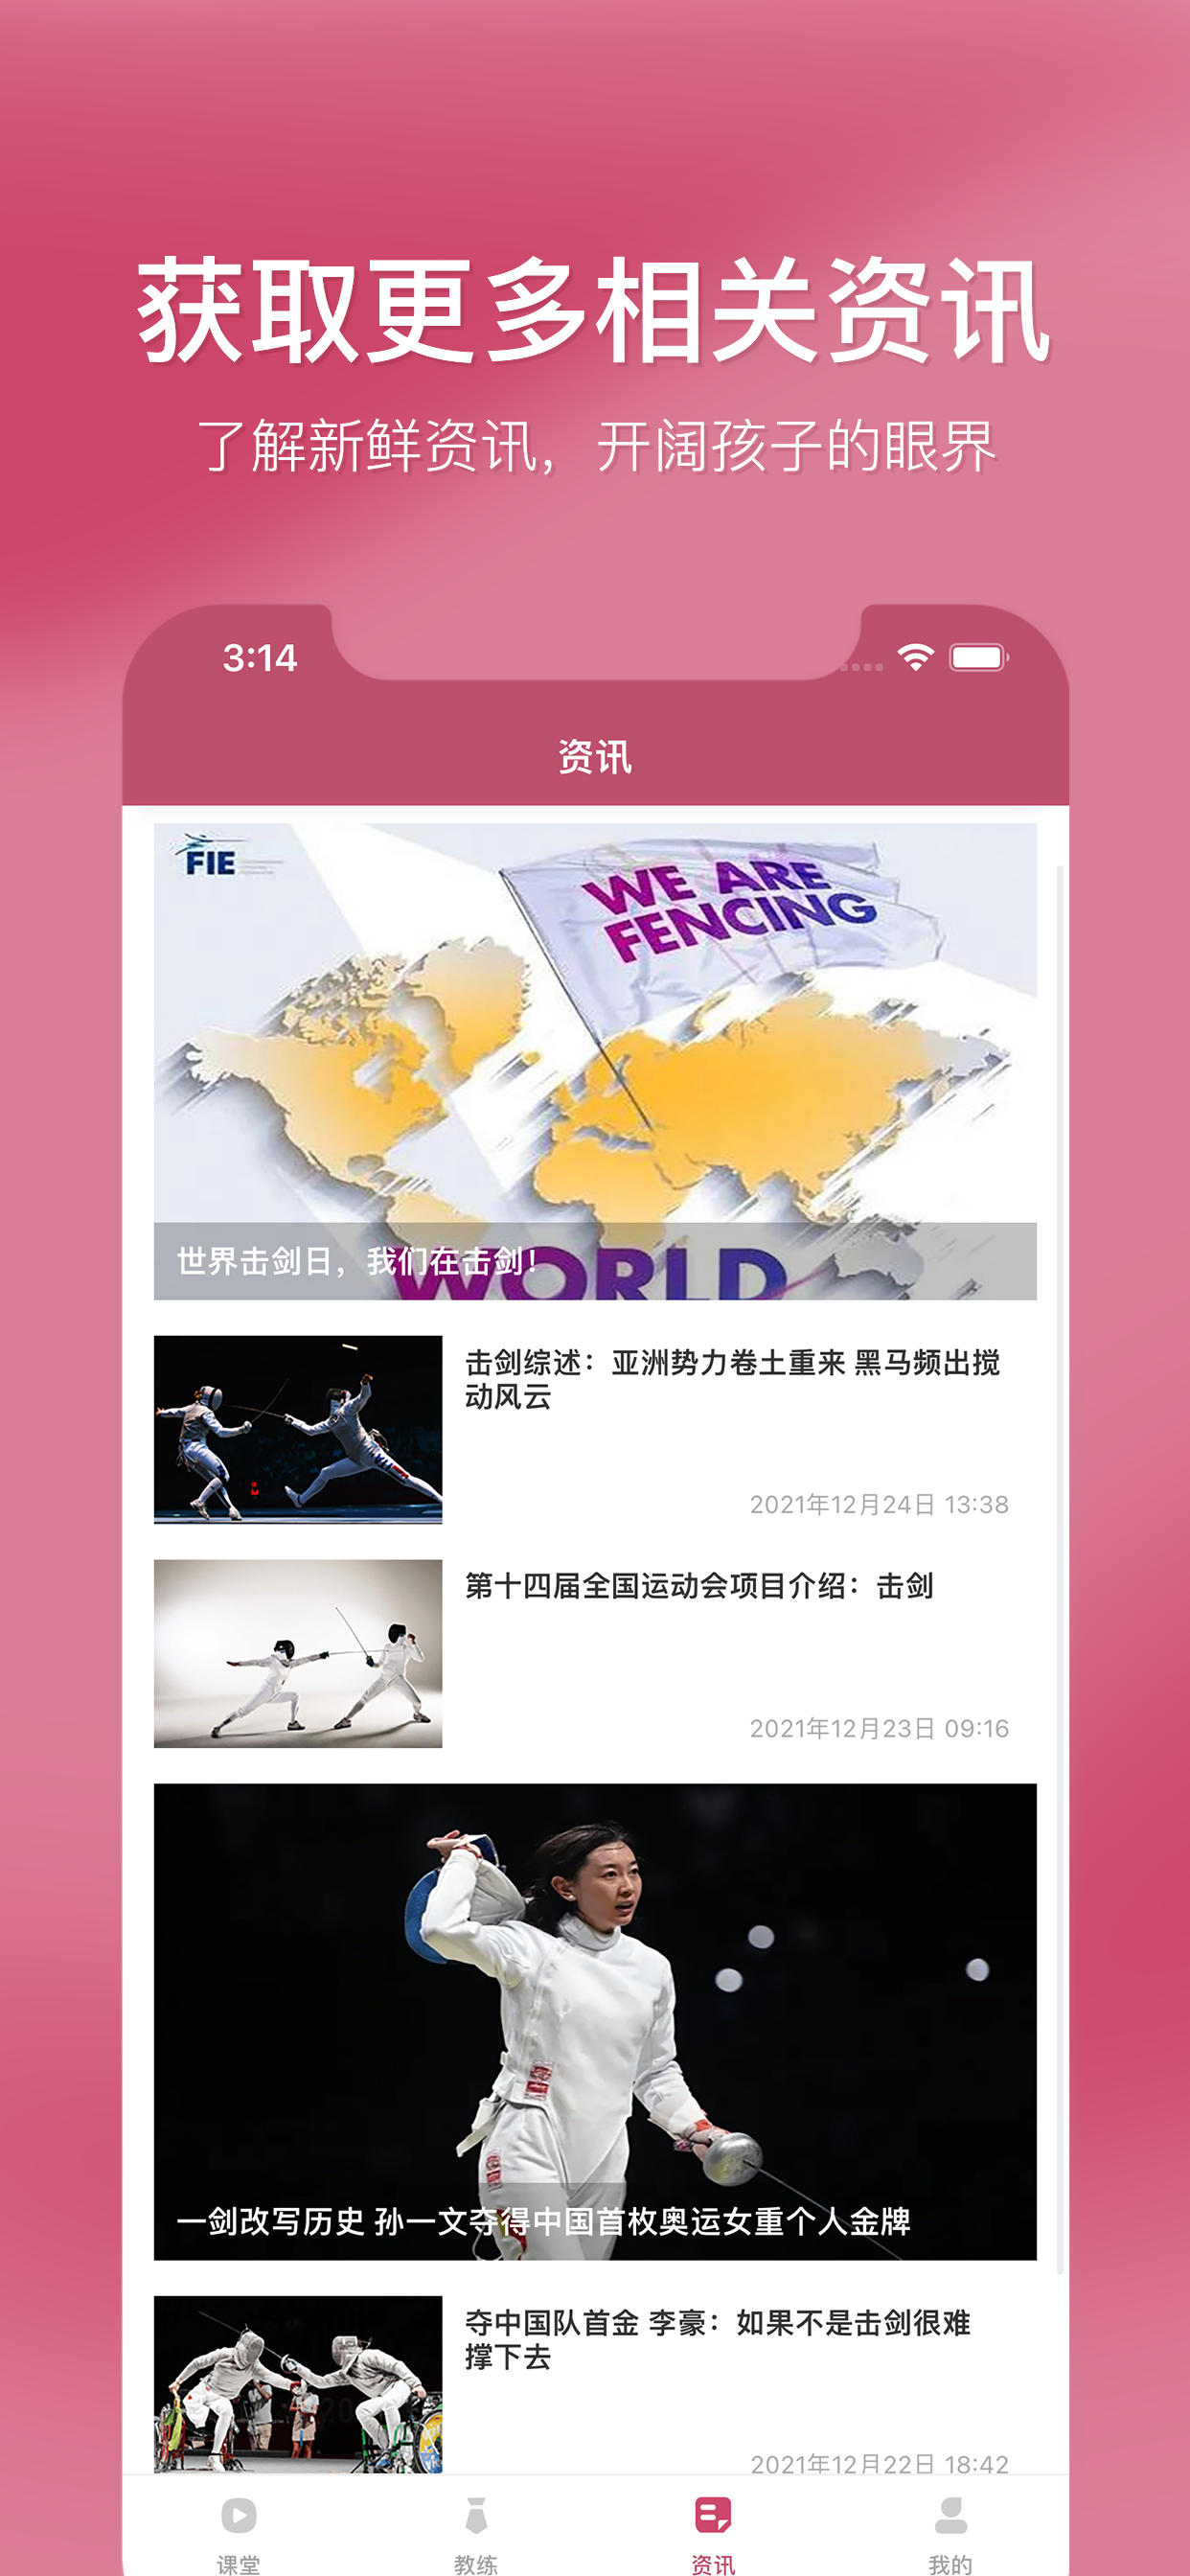 获取更多相关资讯
了解新鲜资讯，开阔孩子的眼界
3:14
资讯
FIE
WE ARE
FENCING
世界击剑日，我们在击剑！
WORLD
击剑综述：亚洲势力卷土重来 黑马频出搅
动风云
2021年12月24日 13:38
第十四届全国运动会项目介绍：击剑
2021年12月23日 09:16
一剑改写历史 孙一文夺得中国首枚奥运女重个人金牌
夺中国队首金 李豪：如果不是击剑很难
撑下去
2021年12月22日 18:42
课堂
教练
资讯
我的